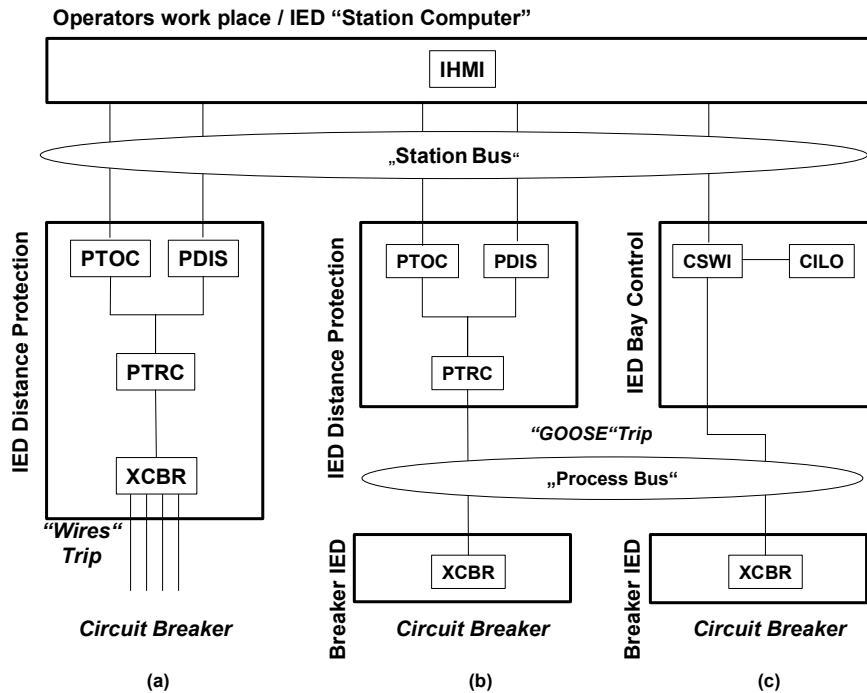 Operators work place / IED “Station Computer”
IHMI
„Station Bus“
IED Distance Protection
PTOC
PDIS
PTRC
XCBR
“Wires“
Trip
Circuit Breaker
(a)
IED Distance Protection
PTOC
PDIS
PTRC
“GOOSE“Trip
„Process Bus“
Breaker IED
XCBR
Circuit Breaker
(b)
IED Bay Control
CSWI
CILO
Breaker IED
XCBR
Circuit Breaker
(c)